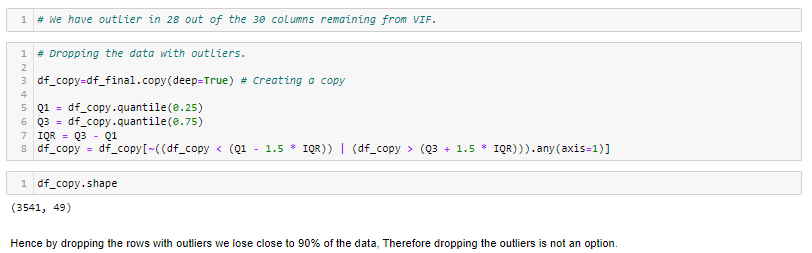 1 # We have outlier in 28 out of the 30 columns remaining from VIF.
1 # Dropping the data with outliers.
2
3 df_copy=df_final.copy(deep=True) # Creating a copy
4
5 Q1 = df_copy.quantile(0.25)
6 Q3 = df_copy.quantile(0.75)
7 IQR = Q3 - Q1
8 df_copy = df_copy[~((df_copy < (Q1 - 1.5 * IQR)) | (df_copy > (Q3 + 1.5 * IQR))).any(axis=1)]
1 df_copy.shape
(3541, 49)
Hence by dropping the rows with outliers we lose close to 90% of the data, Therefore dropping the outliers is not an option.